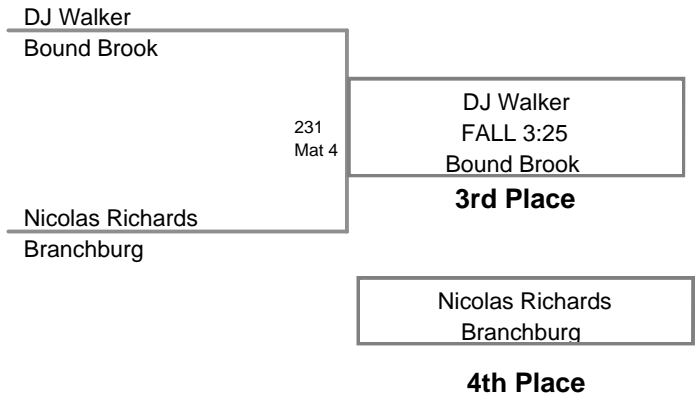 DJ Walker
Bound Brook
231
Mat 4
DJ Walker
FALL 3:25
Bound Brook
3rd Place
Nicolas Richards
Branchburg
Nicolas Richards
Branchburg
4th Place